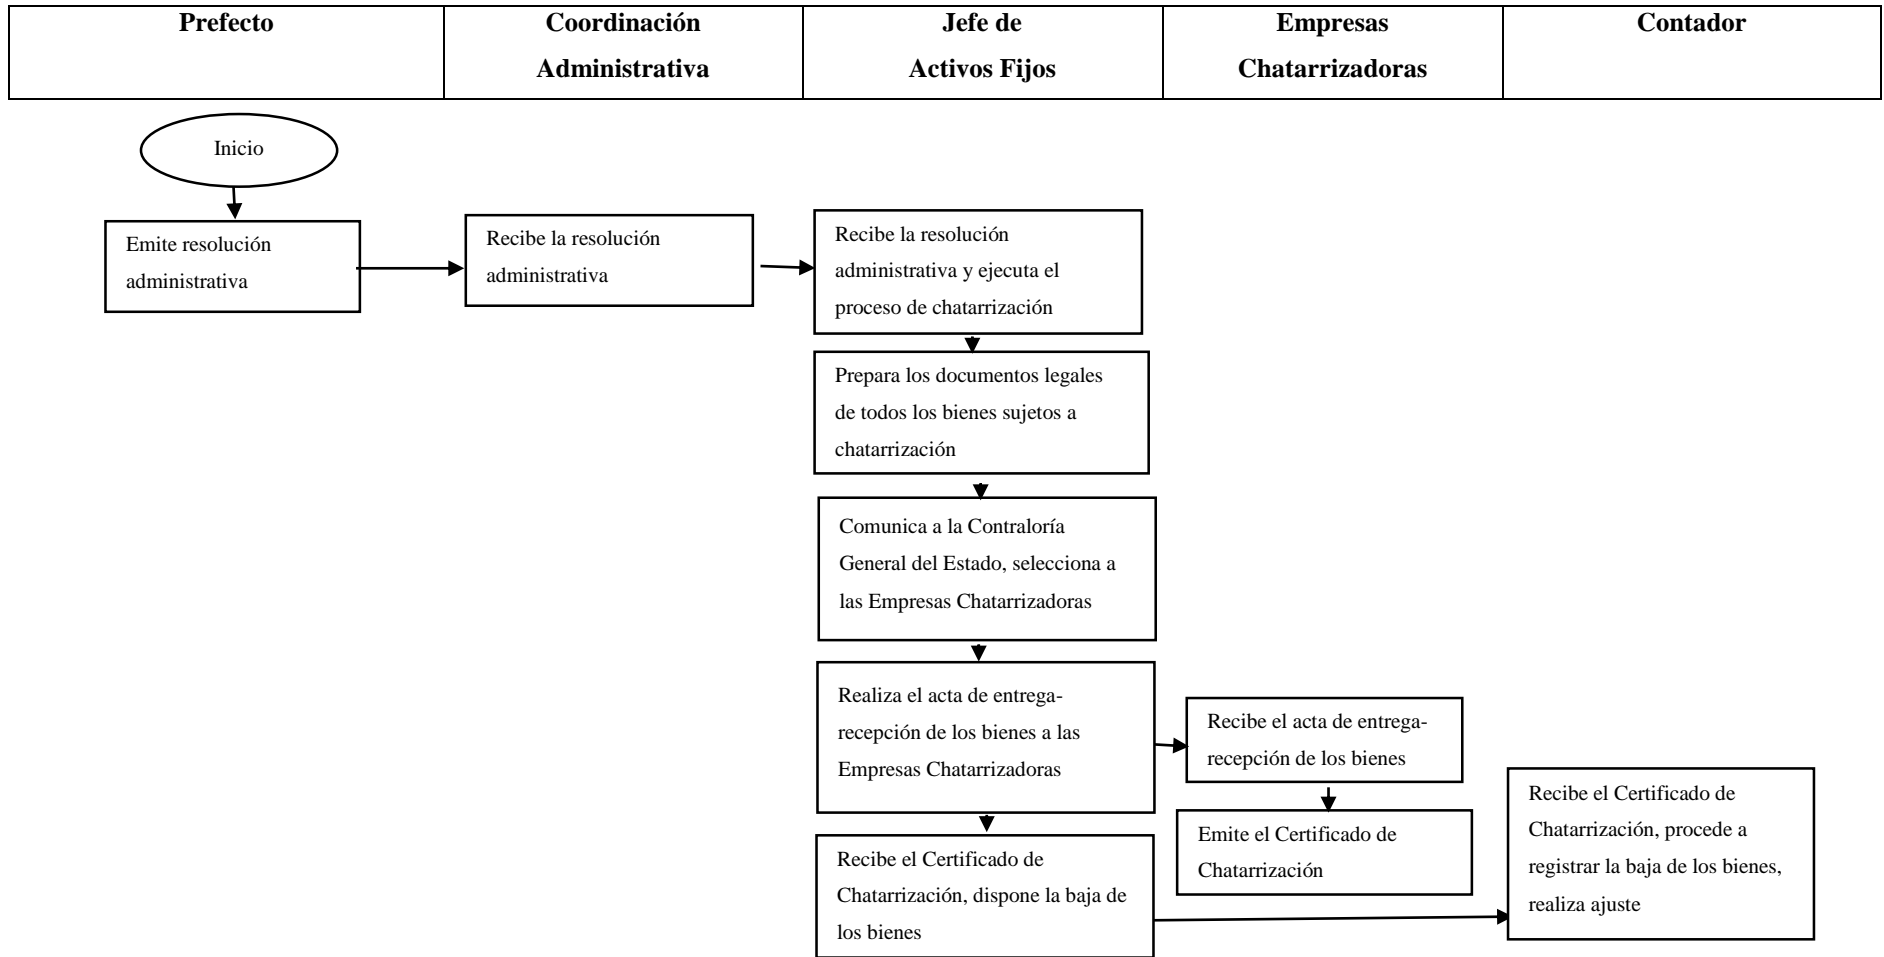 Prefecto
Coordinación
Administrativa
Jefe de
Activos Fijos
Empresas
Chatarrizadoras
Contador
Inicio
Emite resolución
administrativa
Recibe la resolución
administrativa
Recibe la resolución
administrativa y ejecuta el
proceso de chatarrización
Prepara los documentos legales
de todos los bienes sujetos a
chatarrización
Comunica a la Contraloría
General del Estado, selecciona a
las Empresas Chatarrizadoras
Realiza el acta de entrega-
recepción de los bienes a las
Empresas Chatarrizadoras
Recibe el acta de entrega-
recepción de los bienes
Emite el Certificado de
Chatarrización
Recibe el Certificado de
Chatarrización, dispone la baja de
los bienes
Recibe el Certificado de
Chatarrización, procede a
registrar la baja de los bienes,
realiza ajuste